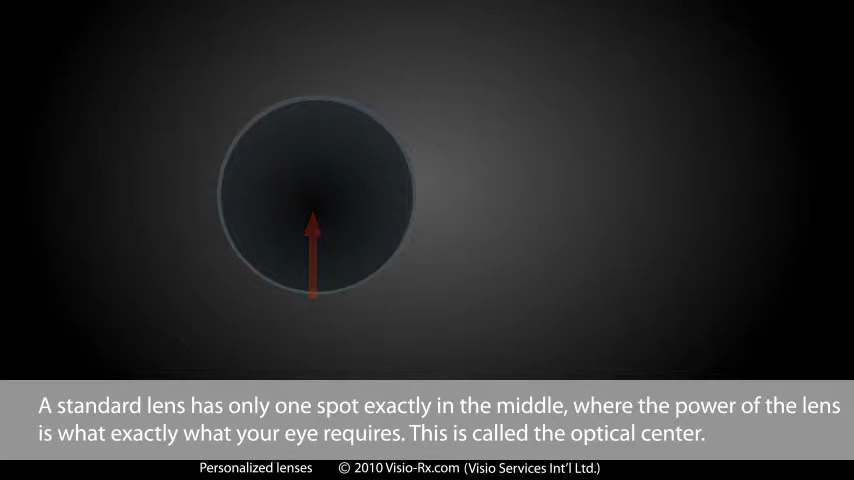 A standard lens has only one spot exactly in the middle, where the power of the lens
is what exactly what your eye requires. This is called the optical center.
Personalized lenses © 2010 Visio-Rx.com (Visio Services Int'l Ltd.)